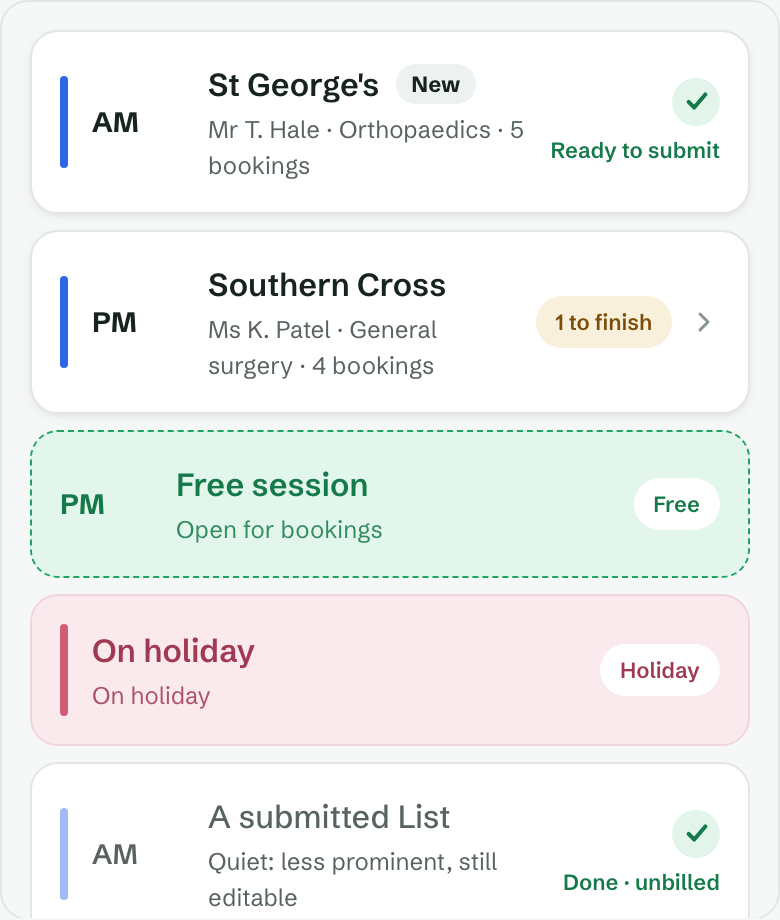 St George's New
AM
Mr T. Hale · Orthopaedics · 5
bookings
Ready to submit
Southern Cross
PM
Ms K. Patel · General
surgery · 4 bookings
1 to finish
PM
Free session
Open for bookings
Free
On holiday
On holiday
Holiday
A submitted List
AM
Quiet: less prominent, still
editable
Done · unbilled